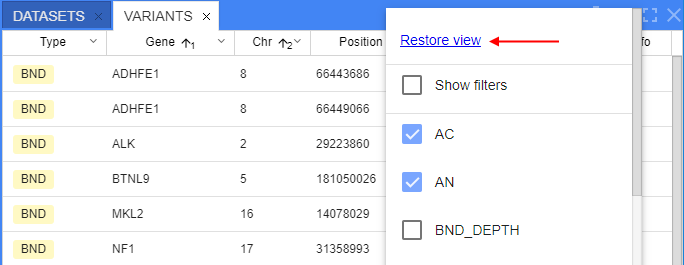 DATASETS × VARIANTS ×
Type Gene 1 Chr 2 Position fo
Restore view
Show filters
AC
AN
BND_DEPTH
BND ADHFE1 8 66443686
BND ADHFE1 8 66449066
BND ALK 2 29223860
BND BTNL9 5 181050026
BND MKL2 16 14078029
BND NF1 17 31358993